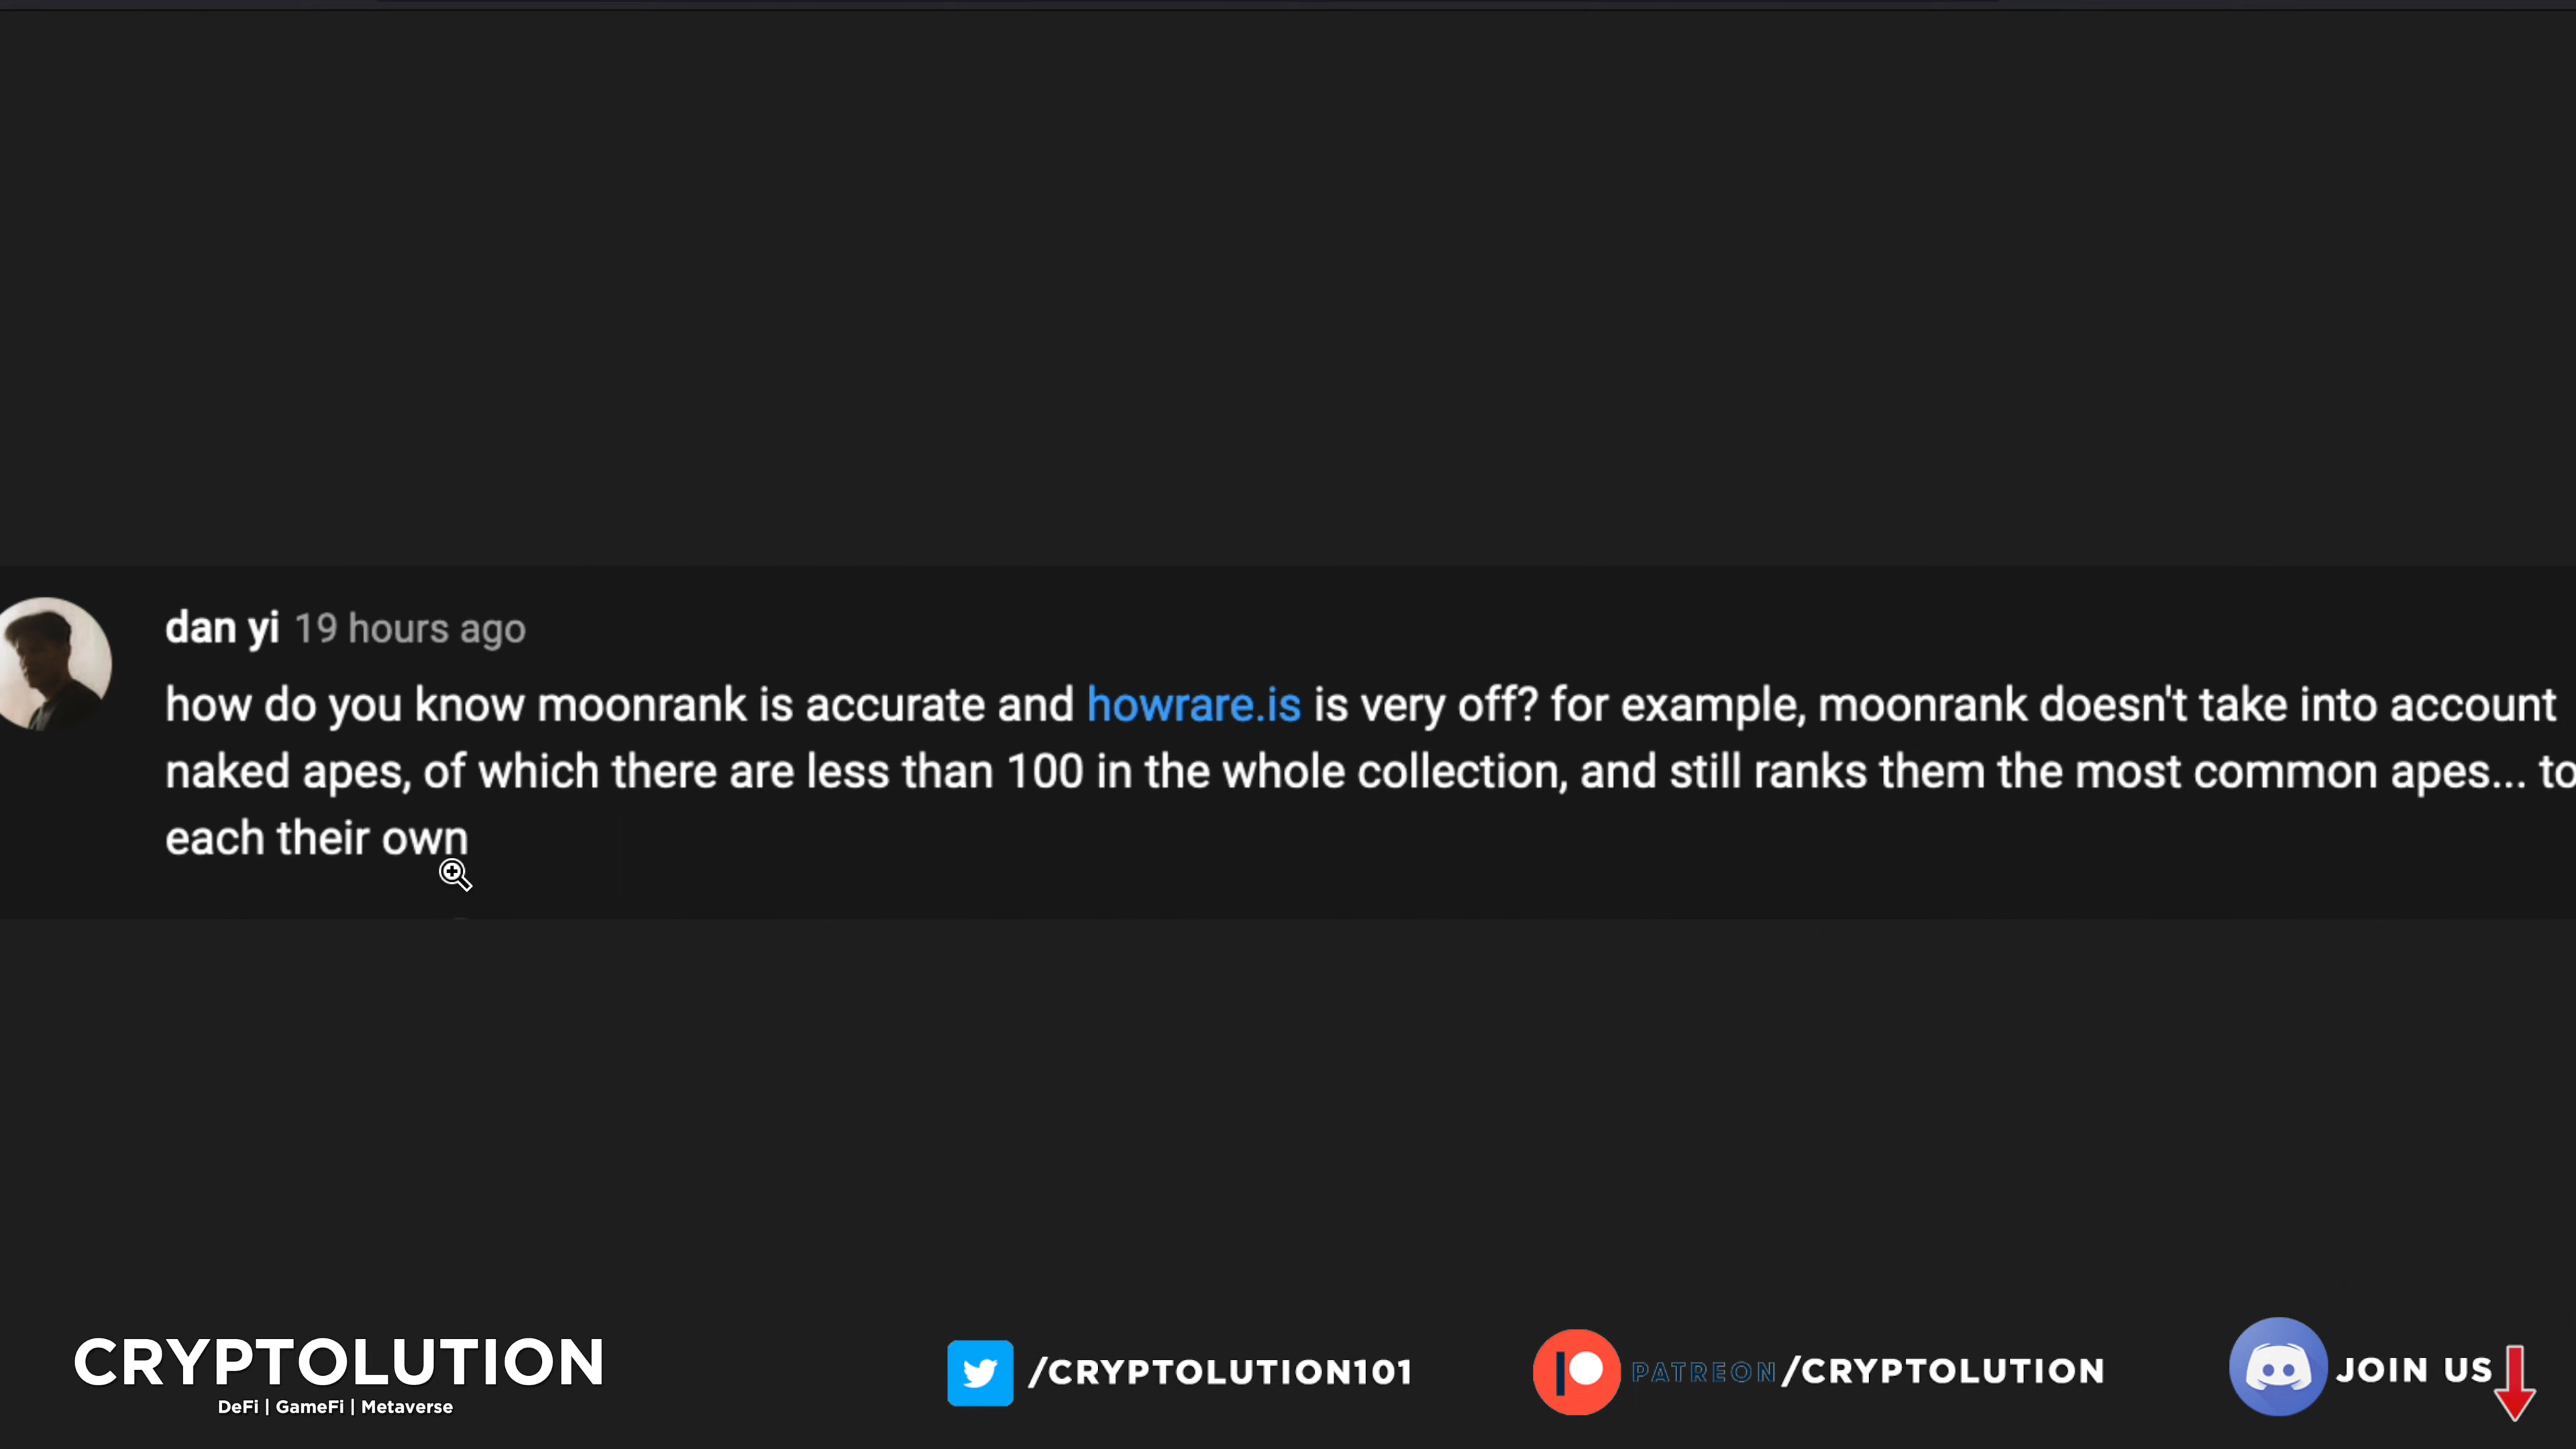 dan yi 19 hours ago
how do you know moonrank is accurate and howrare.is is very off? for example, moonrank doesn't take into account
naked apes, of which there are less than 100 in the whole collection, and still ranks them the most common apes... to
each their own
CRYPTOLUTION
DeFi | GameFi | Metaverse
/CRYPTOLUTION101
PATREON/CRYPTOLUTION
JOIN US